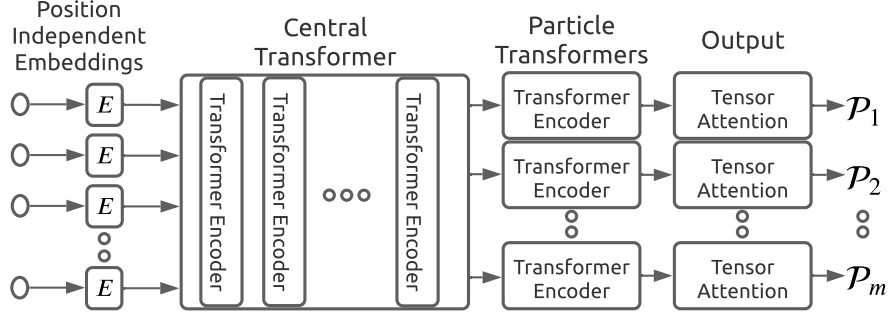 Position
Independent
Embeddings
Central
Transformer
Particle
Transformers
Output
E
E
E
E
Transformer Encoder
Transformer Encoder
Transformer Encoder
Transformer
Encoder
Transformer
Encoder
Transformer
Encoder
Tensor
Attention
Tensor
Attention
Tensor
Attention
𝒫₁
𝒫₂
𝒫ₘ